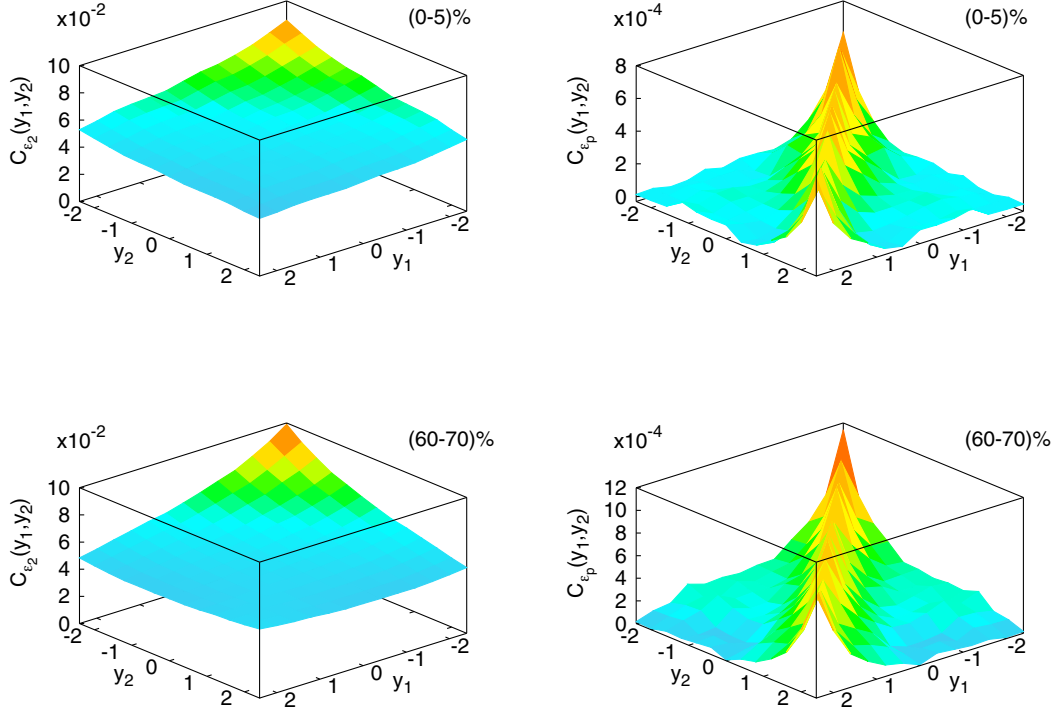 x10⁻² (0-5)%
C_ε₂(y₁,y₂)
10
8
6
4
2
0
-2 -1 0 1 2
y₂
2 1 0 -1 -2
y₁
x10⁻⁴ (0-5)%
C_εₚ(y₁,y₂)
8
6
4
2
0
-2 -1 0 1 2
y₂
2 1 0 -1 -2
y₁
x10⁻² (60-70)%
C_ε₂(y₁,y₂)
10
8
6
4
2
0
-2 -1 0 1 2
y₂
2 1 0 -1 -2
y₁
x10⁻⁴ (60-70)%
C_εₚ(y₁,y₂)
12
10
8
6
4
2
0
-2 -1 0 1 2
y₂
2 1 0 -1 -2
y₁